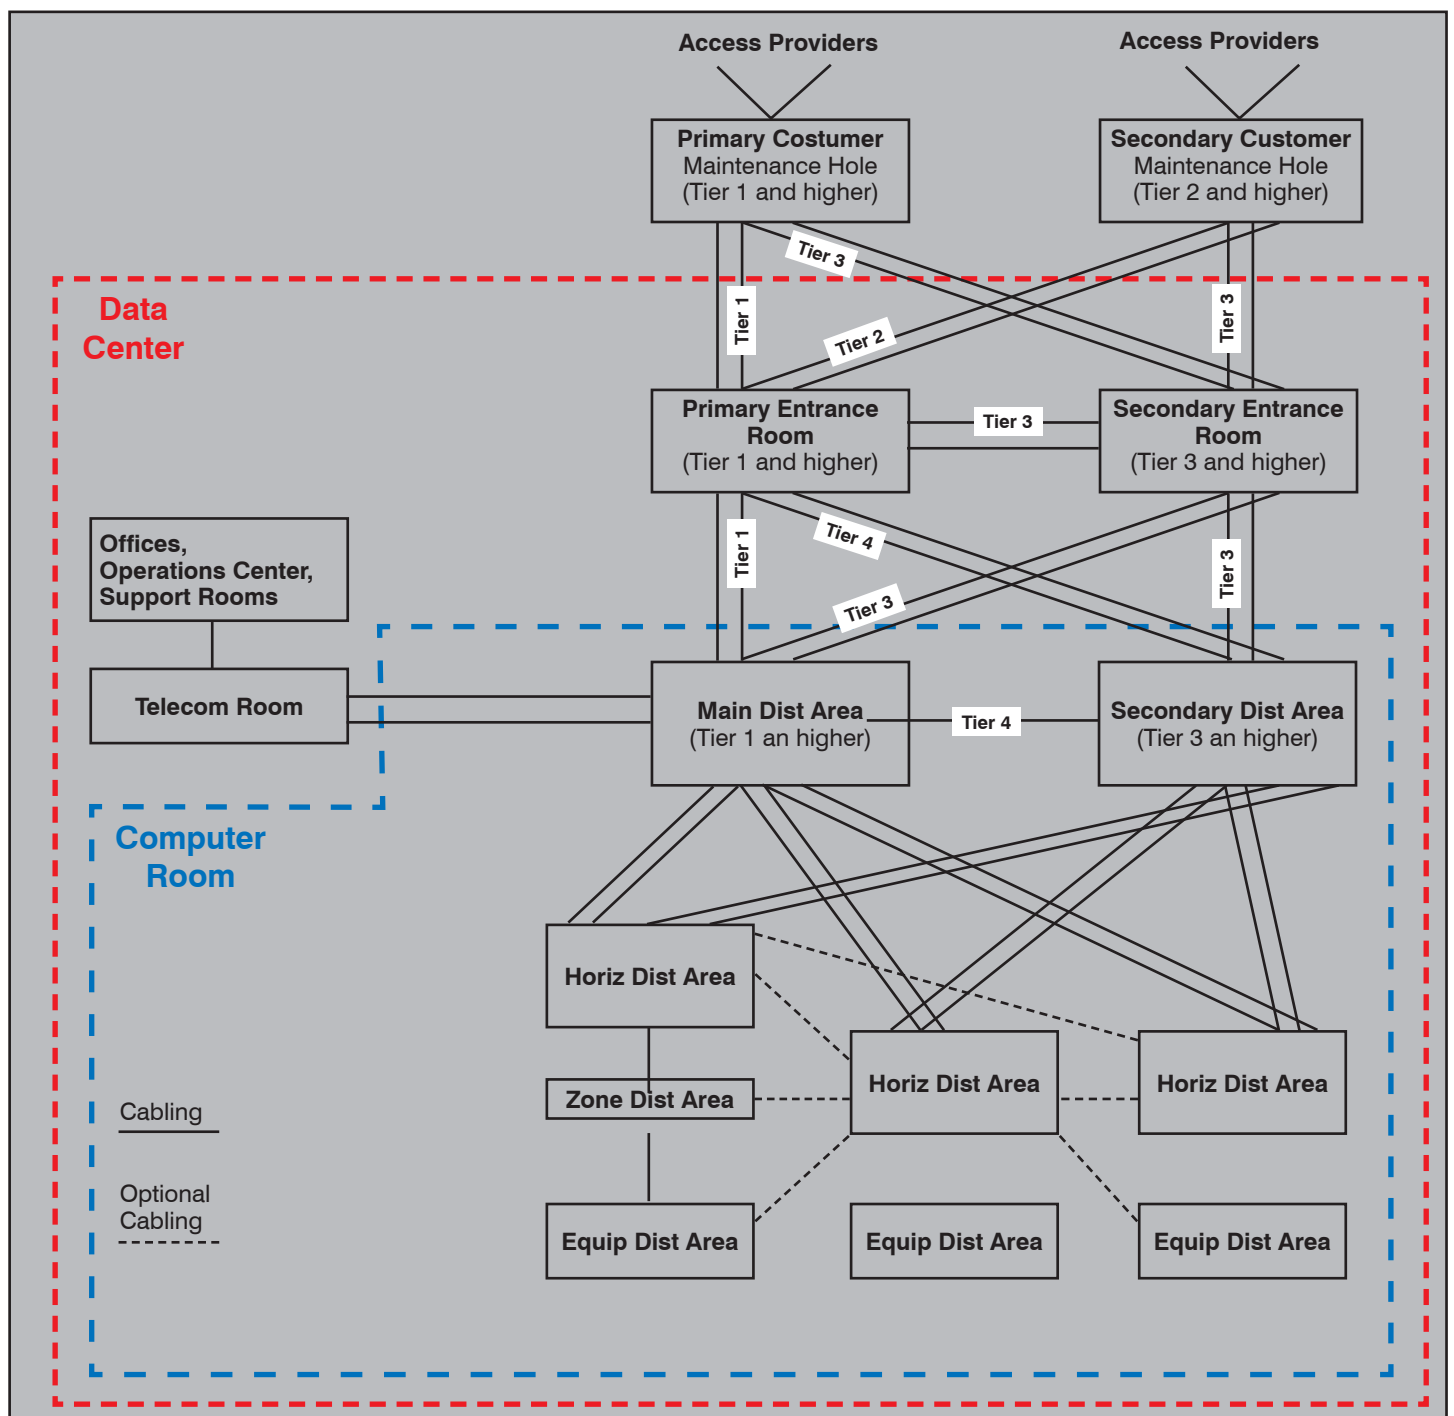 Access Providers
Access Providers
Primary Costumer
Maintenance Hole
(Tier 1 and higher)
Secondary Customer
Maintenance Hole
(Tier 2 and higher)
Tier 3
Data
Center
Tier 1
Tier 2
Tier 3
Primary Entrance
Room
(Tier 1 and higher)
Tier 3
Secondary Entrance
Room
(Tier 3 and higher)
Offices,
Operations Center,
Support Rooms
Tier 1
Tier 4
Tier 3
Tier 3
Telecom Room
Main Dist Area
(Tier 1 an higher)
Tier 4
Secondary Dist Area
(Tier 3 an higher)
Computer
Room
Horiz Dist Area
Horiz Dist Area
Horiz Dist Area
Zone Dist Area
Cabling
Optional
Cabling
Equip Dist Area
Equip Dist Area
Equip Dist Area